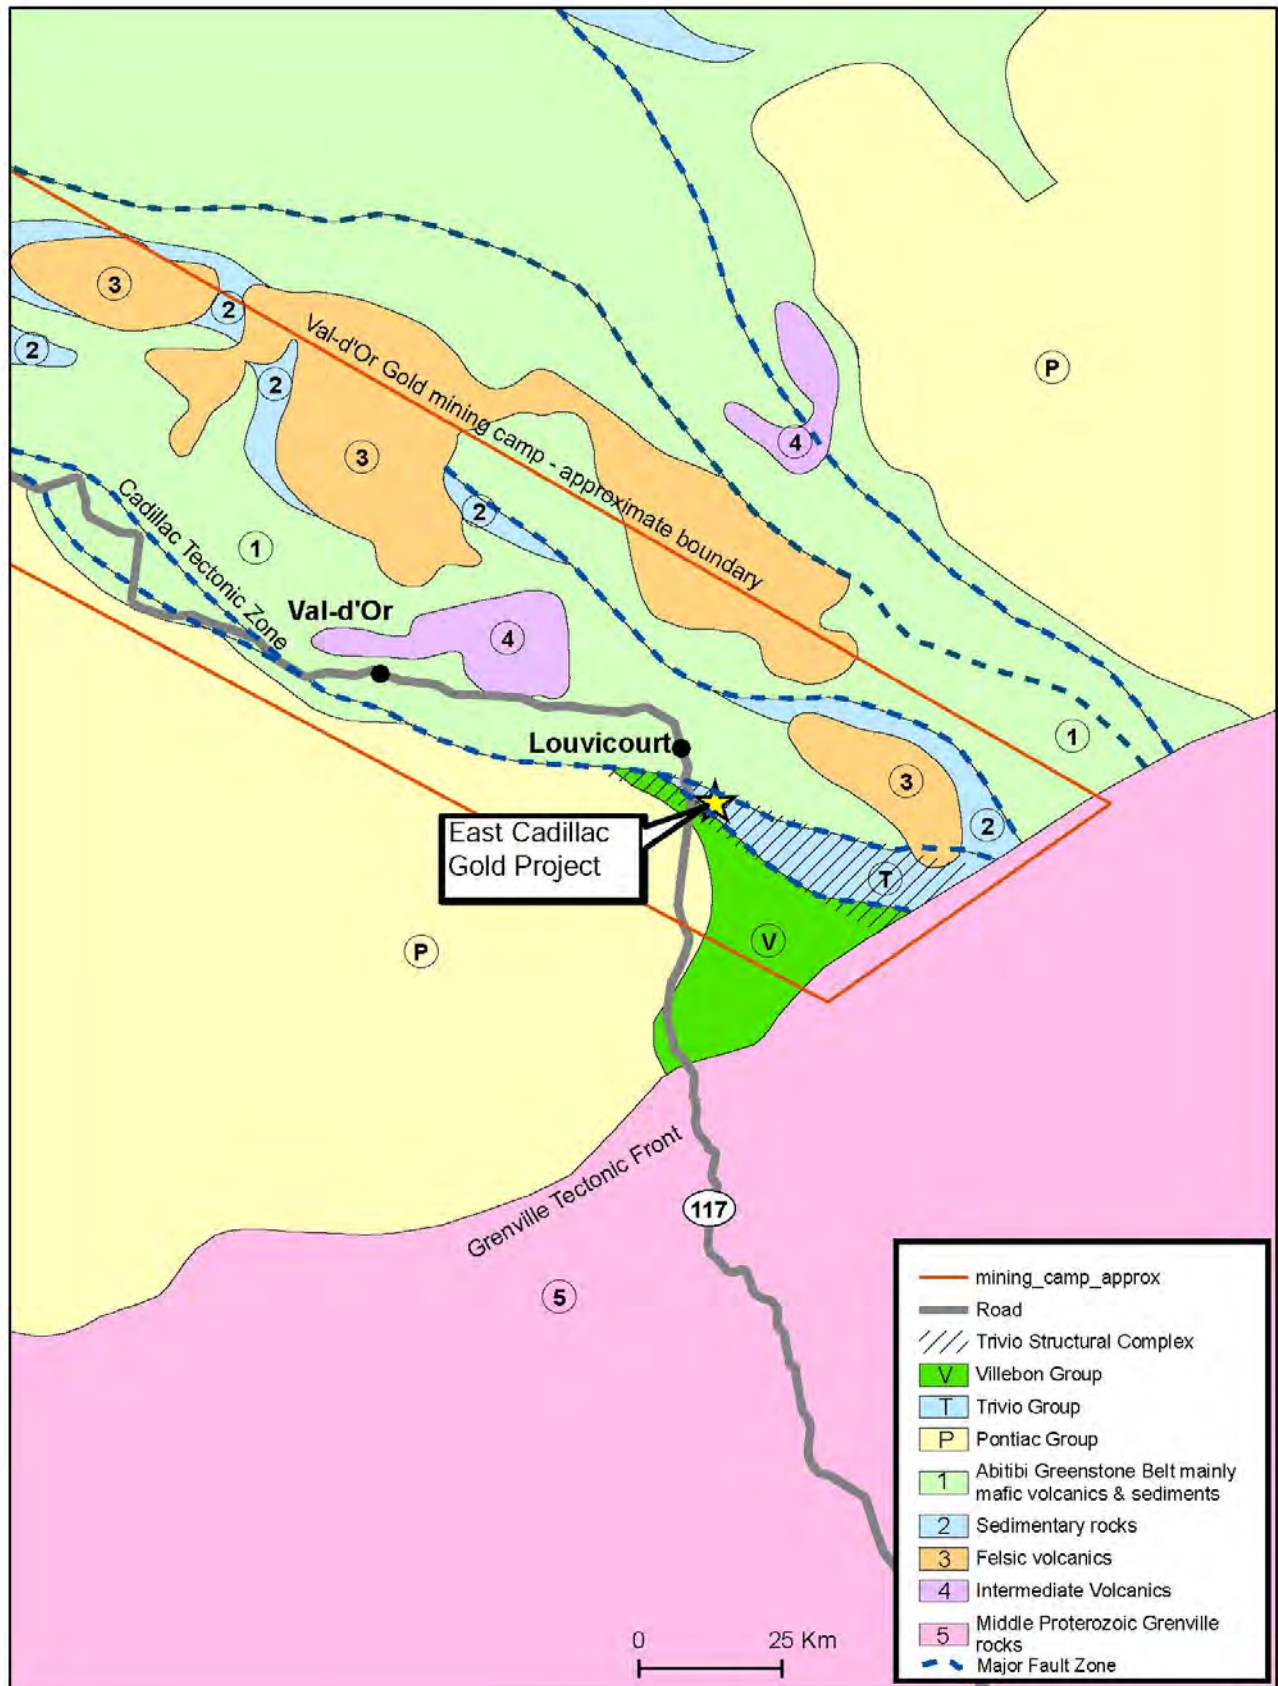 3
2
2
2
Val-d'Or Gold mining camp - approximate boundary
P
4
3
2
Cadillac Tectonic Zone
1
Val-d'Or
4
1
Louvicourt
3
2
East Cadillac
Gold Project
T
V
P
Grenville Tectonic Front
117
5
mining_camp_approx
Road
Trivio Structural Complex
V Villebon Group
T Trivio Group
P Pontiac Group
1 Abitibi Greenstone Belt mainly
mafic volcanics & sediments
2 Sedimentary rocks
3 Felsic volcanics
4 Intermediate Volcanics
5 Middle Proterozoic Grenville
rocks
Major Fault Zone
0 25 Km